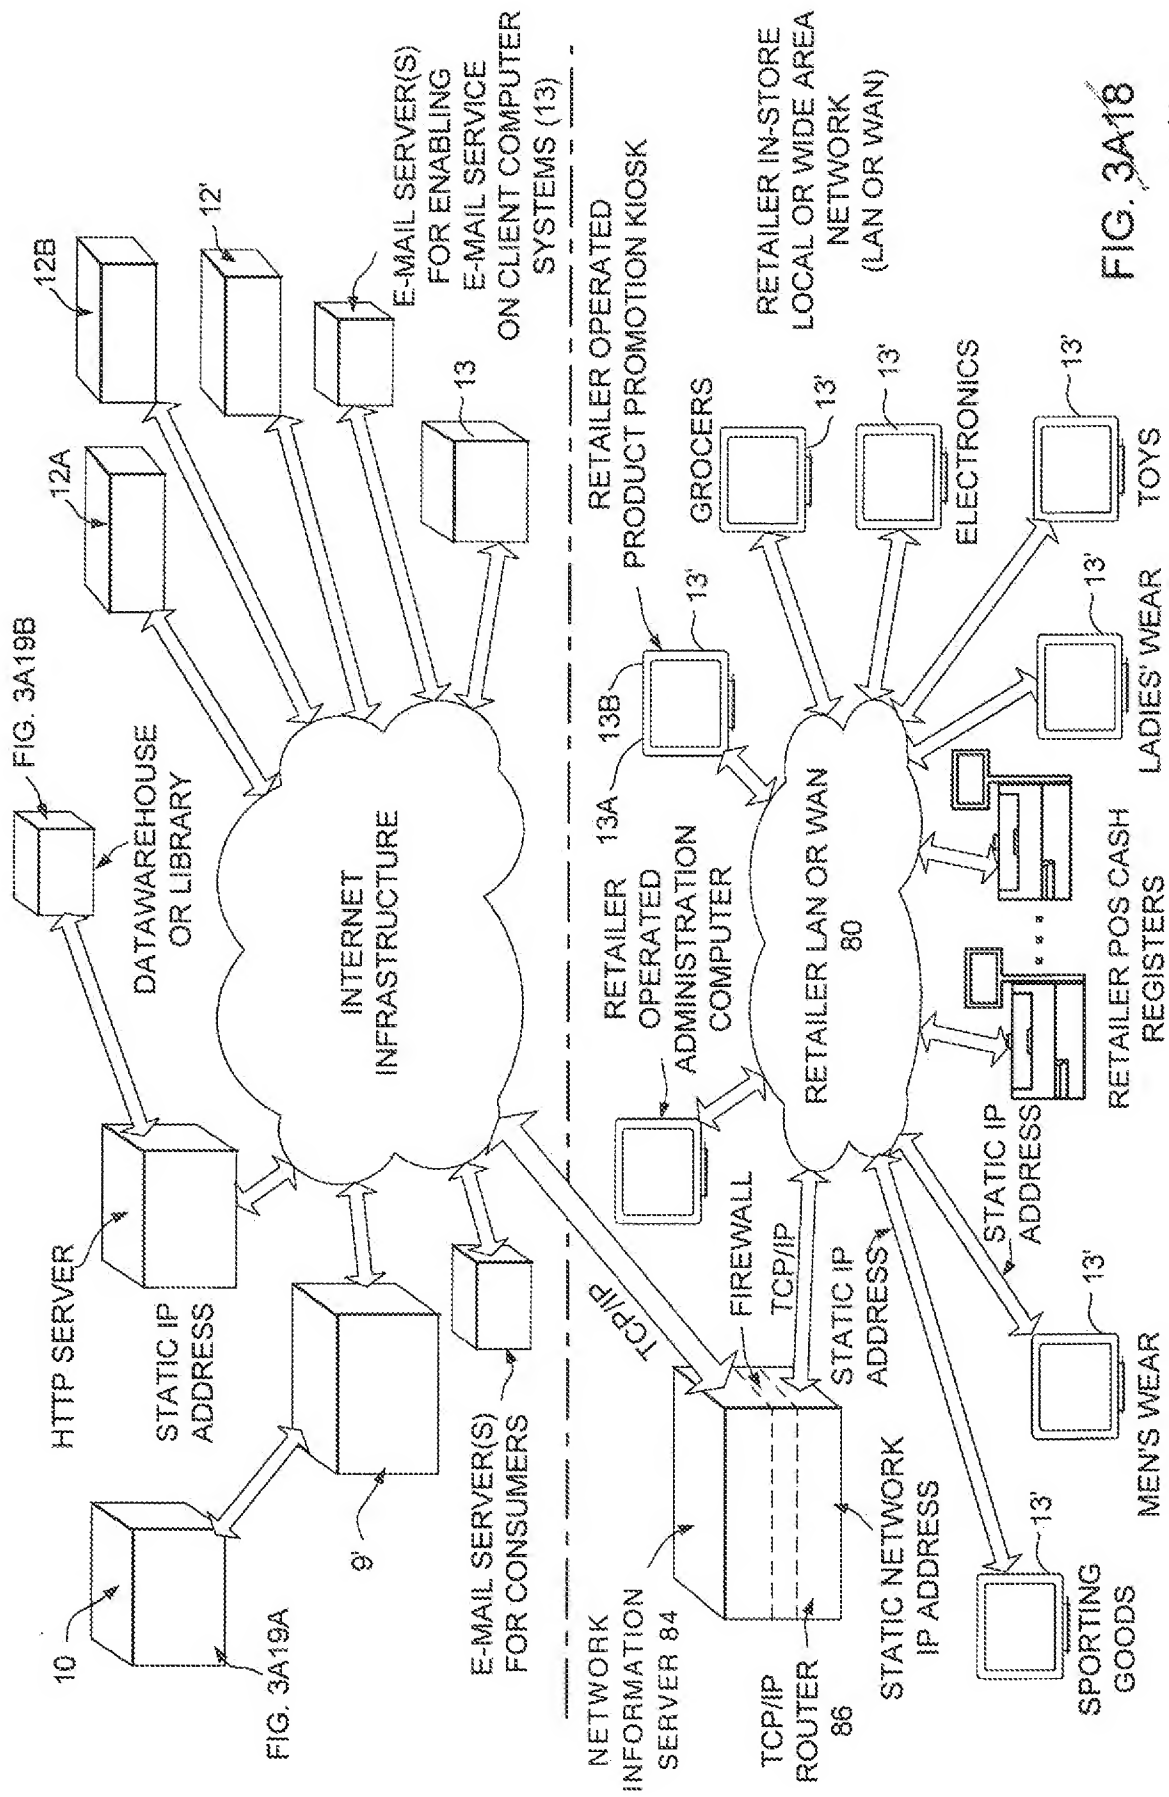 10
FIG. 3A19A
HTTP SERVER
STATIC IP
ADDRESS
9'
E-MAIL SERVER(S)
FOR CONSUMERS
FIG. 3A19B
DATAWAREHOUSE
OR LIBRARY
INTERNET
INFRASTRUCTURE
12A
12B
12'
E-MAIL SERVER(S)
FOR ENABLING
E-MAIL SERVICE
ON CLIENT COMPUTER
SYSTEMS (13)
13
TCP/IP
NETWORK
INFORMATION
SERVER 84
TCP/IP
ROUTER
86
FIREWALL
TCP/IP
STATIC IP
ADDRESS
STATIC NETWORK
IP ADDRESS
RETAILER
OPERATED
ADMINISTRATION
COMPUTER
13A
13B
13'
RETAILER OPERATED
PRODUCT PROMOTION KIOSK
RETAILER LAN OR WAN
80
GROCERS
13'
13'
ELECTRONICS
RETAILER IN-STORE
LOCAL OR WIDE AREA
NETWORK
(LAN OR WAN)
13'
SPORTING
GOODS
13'
MEN'S WEAR
STATIC IP
ADDRESS
RETAILER POS CASH
REGISTERS
13'
LADIES' WEAR
13'
TOYS
FIG. 3A18